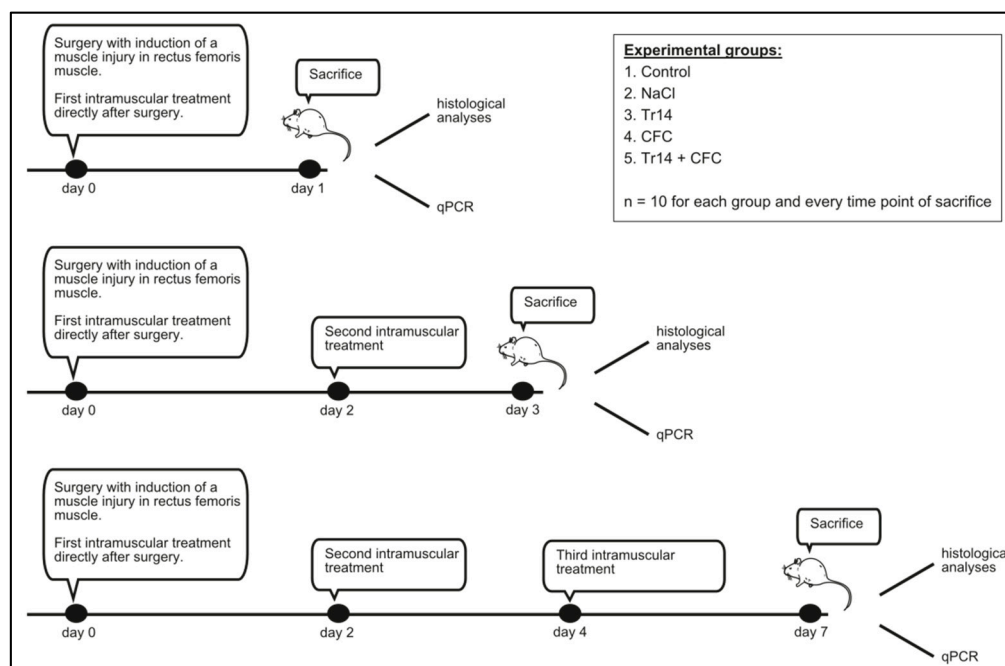 Surgery with induction of a
muscle injury in rectus femoris
muscle.
First intramuscular treatment
directly after surgery.
Sacrifice
histological
analyses
qPCR
day 0
day 1
Experimental groups:
1. Control
2. NaCl
3. Tr14
4. CFC
5. Tr14 + CFC
n = 10 for each group and every time point of sacrifice
Surgery with induction of a
muscle injury in rectus femoris
muscle.
First intramuscular treatment
directly after surgery.
Second intramuscular
treatment
Sacrifice
histological
analyses
qPCR
day 0
day 2
day 3
Surgery with induction of a
muscle injury in rectus femoris
muscle.
First intramuscular treatment
directly after surgery.
Second intramuscular
treatment
Third intramuscular
treatment
Sacrifice
histological
analyses
qPCR
day 0
day 2
day 4
day 7